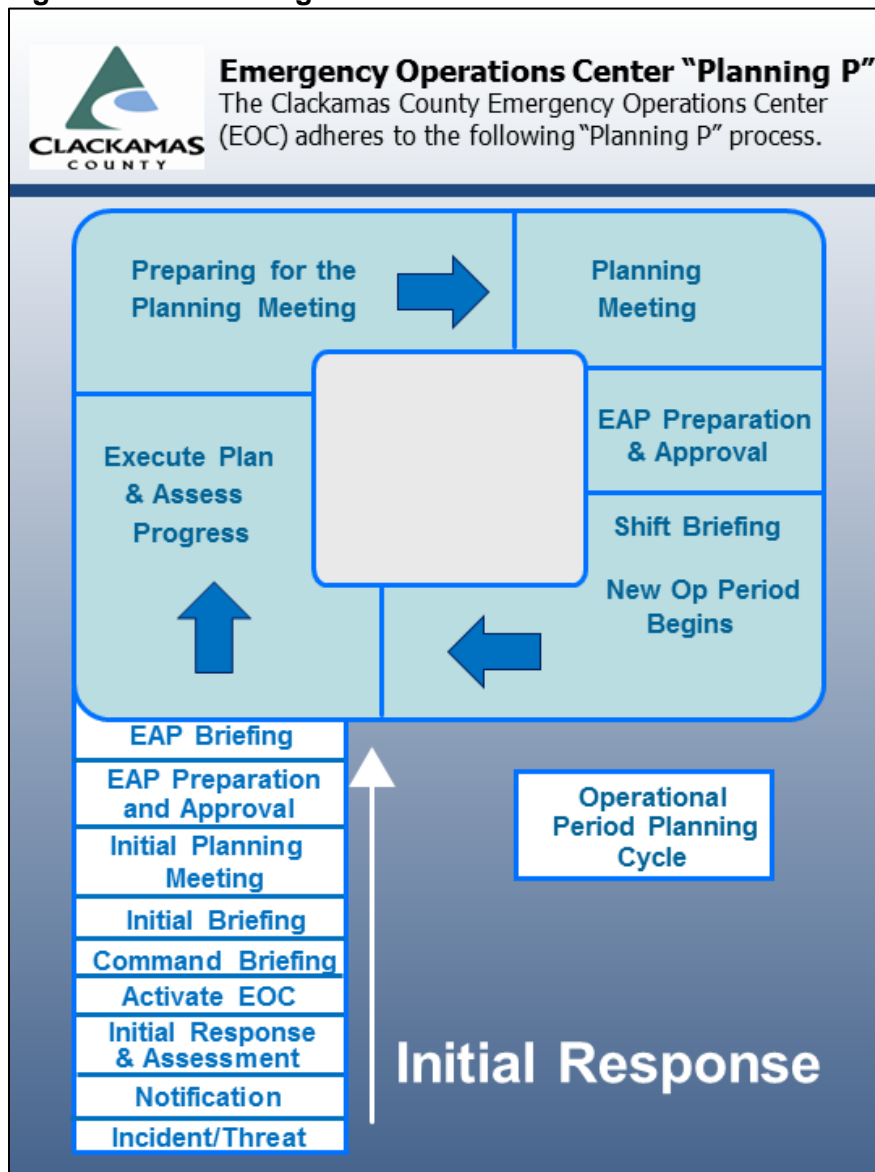 CLACKAMAS
COUNTY
Emergency Operations Center “Planning P”
The Clackamas County Emergency Operations Center
(EOC) adheres to the following “Planning P” process.
Preparing for the
Planning Meeting
Planning
Meeting
EAP Preparation
& Approval
Execute Plan
& Assess
Progress
Shift Briefing
New Op Period
Begins
EAP Briefing
EAP Preparation
and Approval
Initial Planning
Meeting
Initial Briefing
Command Briefing
Activate EOC
Initial Response
& Assessment
Notification
Incident/Threat
Operational
Period Planning
Cycle
Initial Response